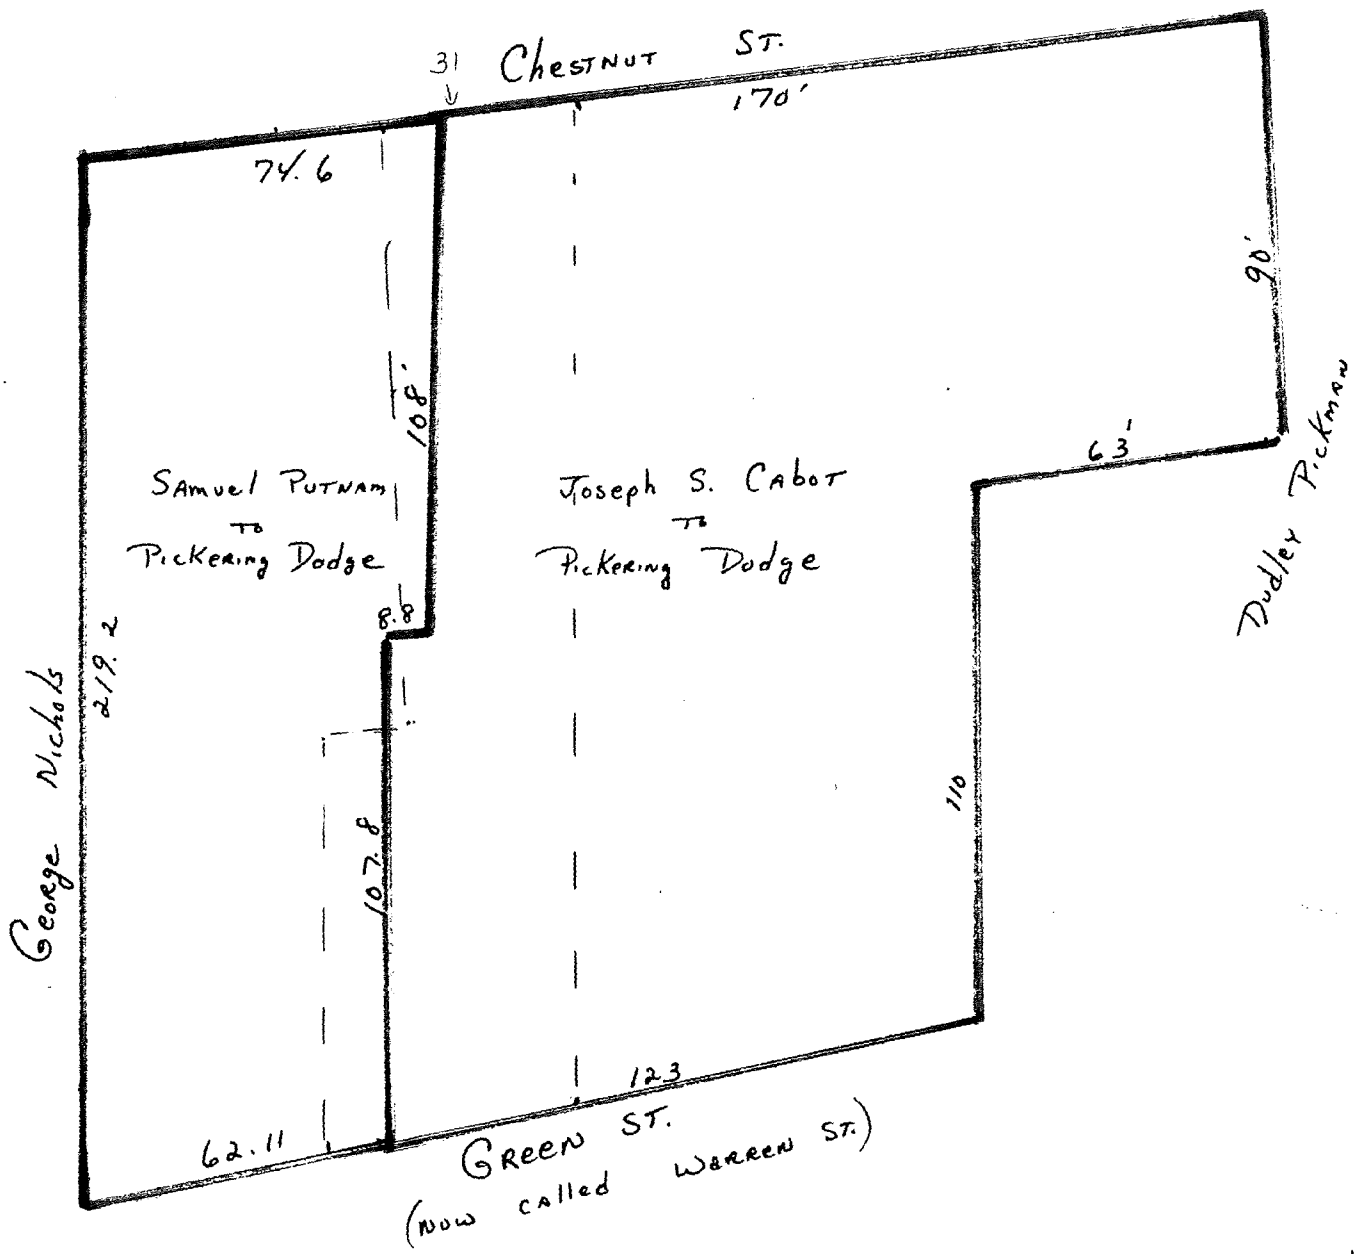 31
Chestnut St.
170'
74.6
90'
108'
63'
Dudley Pickman
Samuel Putnam
to
Pickering Dodge
Joseph S. Cabot
to
Pickering Dodge
8.8
219.2
George Nichols
107.8
110
123
62.11
Green St.
(now called Warren St.)